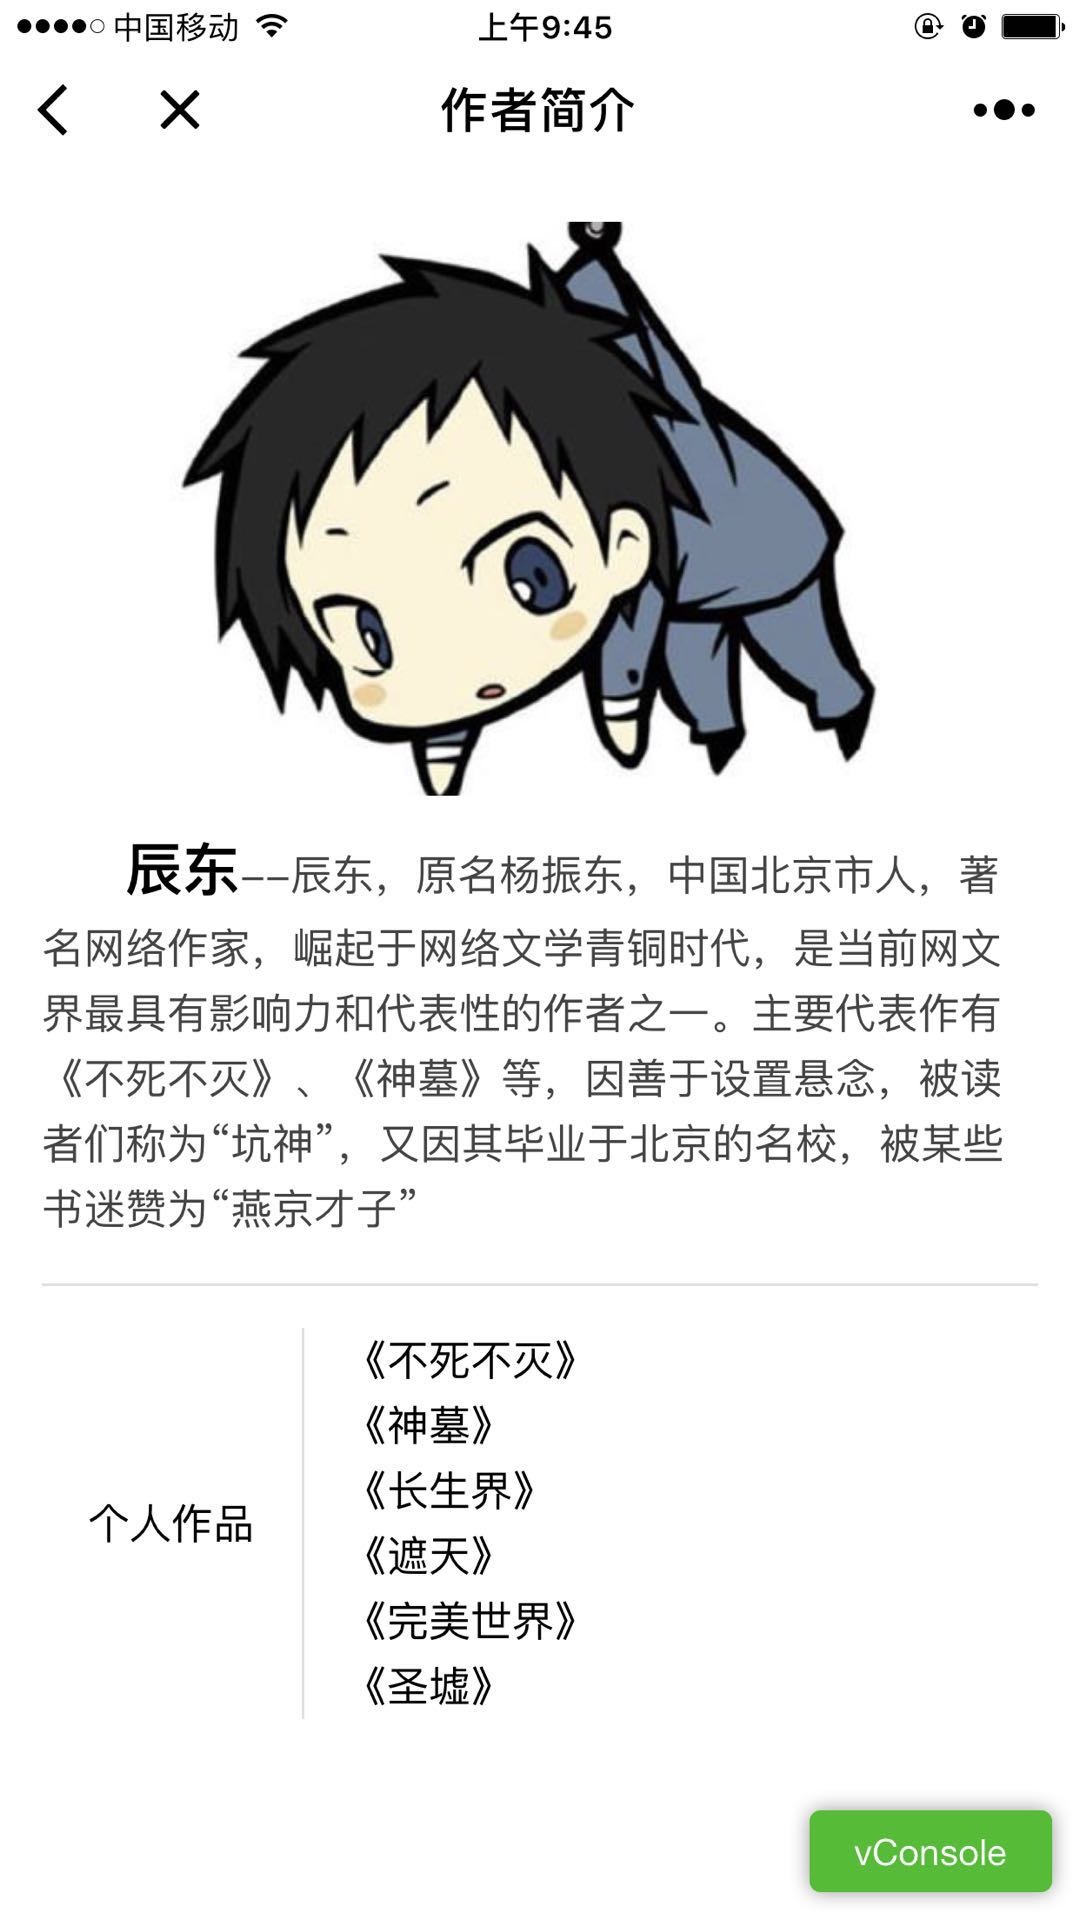 中国移动
上午9:45
作者简介
辰东--辰东，原名杨振东，中国北京市人，著
名网络作家，崛起于网络文学青铜时代，是当前网文
界最具有影响力和代表性的作者之一。主要代表作有
《不死不灭》、《神墓》等，因善于设置悬念，被读
者们称为“坑神”，又因其毕业于北京的名校，被某些
书迷赞为“燕京才子”
个人作品
《不死不灭》
《神墓》
《长生界》
《遮天》
《完美世界》
《圣墟》
vConsole